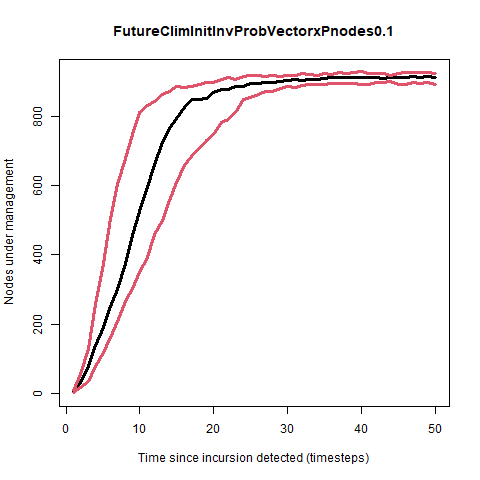 FutureClimInitInvProbVectorxPnodes0.1
Nodes under management
800
600
400
200
0
0 10 20 30 40 50
Time since incursion detected (timesteps)